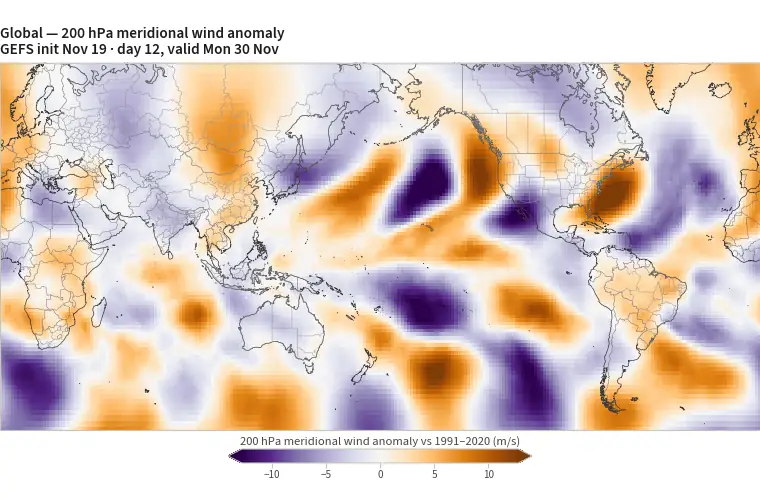 Global — 200 hPa meridional wind anomaly
GEFS init Nov 19 · day 12, valid Mon 30 Nov
200 hPa meridional wind anomaly vs 1991–2020 (m/s)
−10 −5 0 5 10